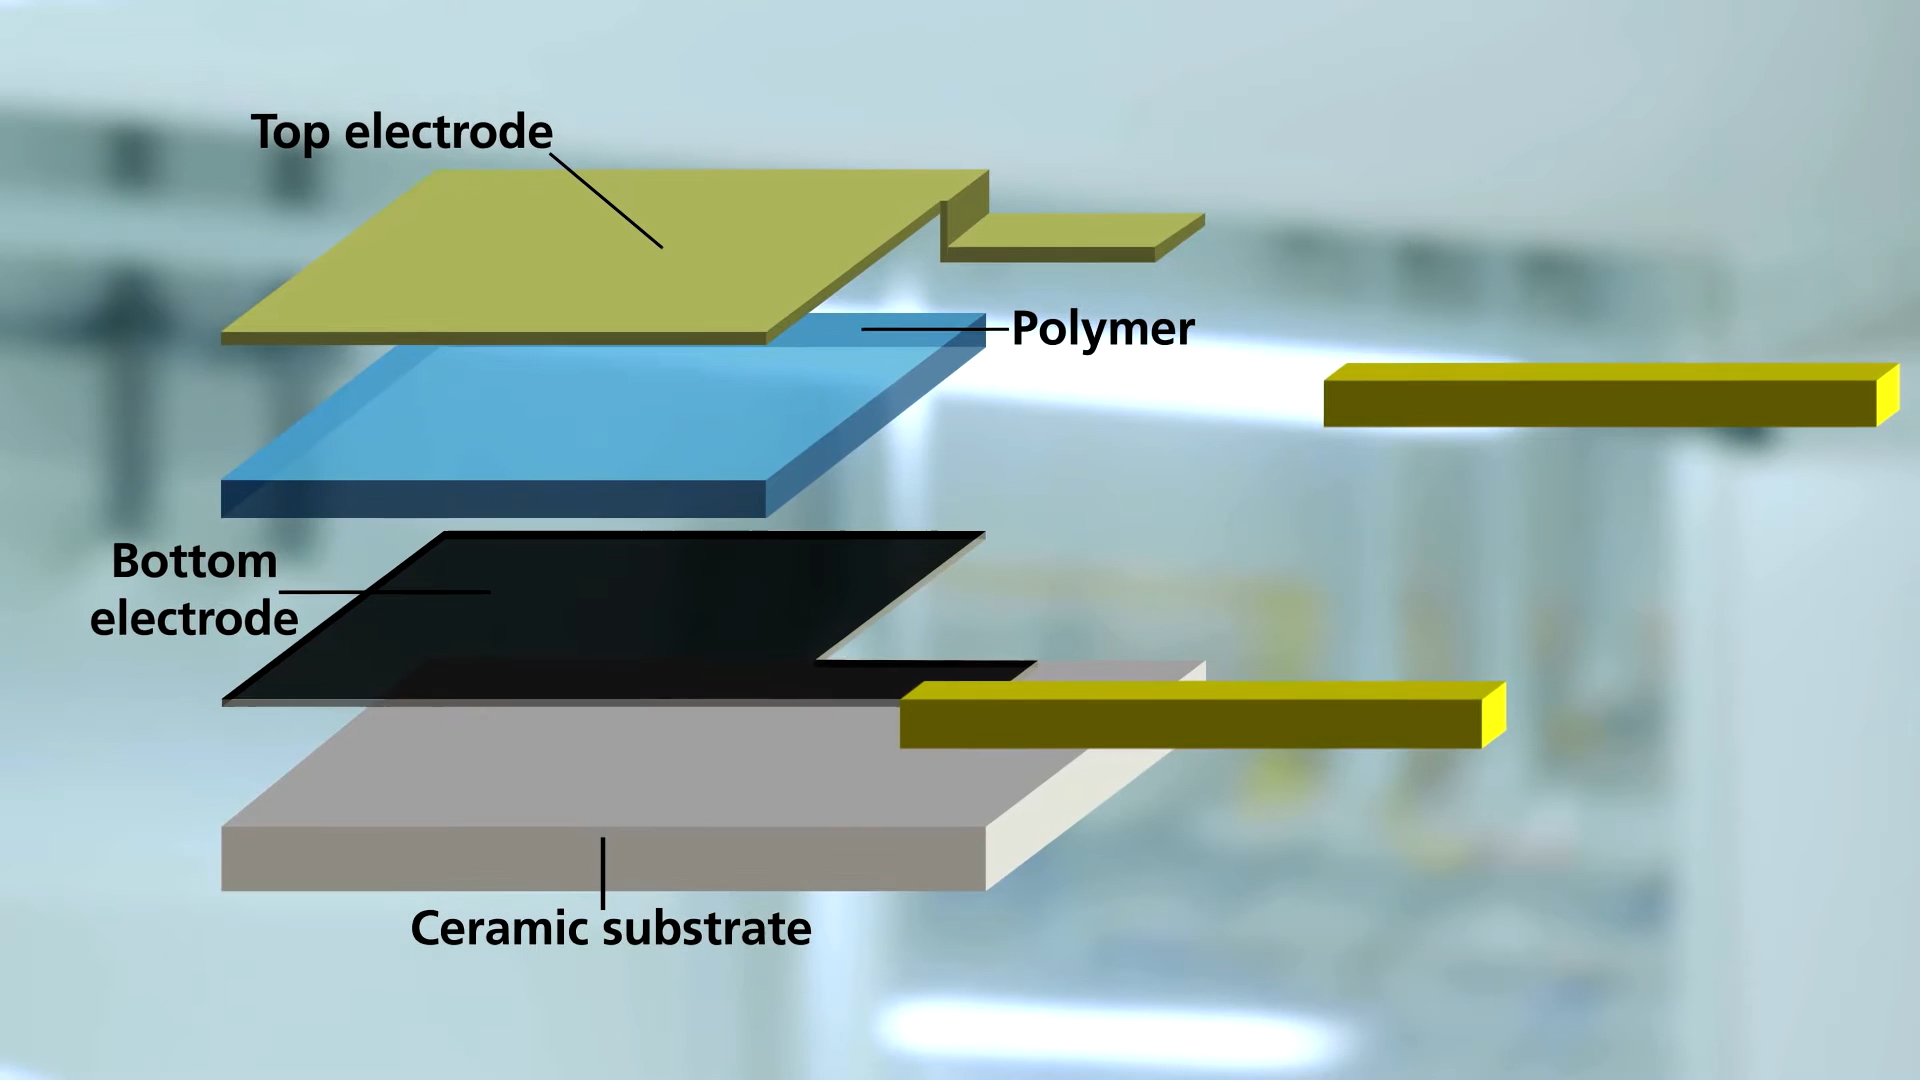 Top electrode
Polymer
Bottom
electrode
Ceramic substrate